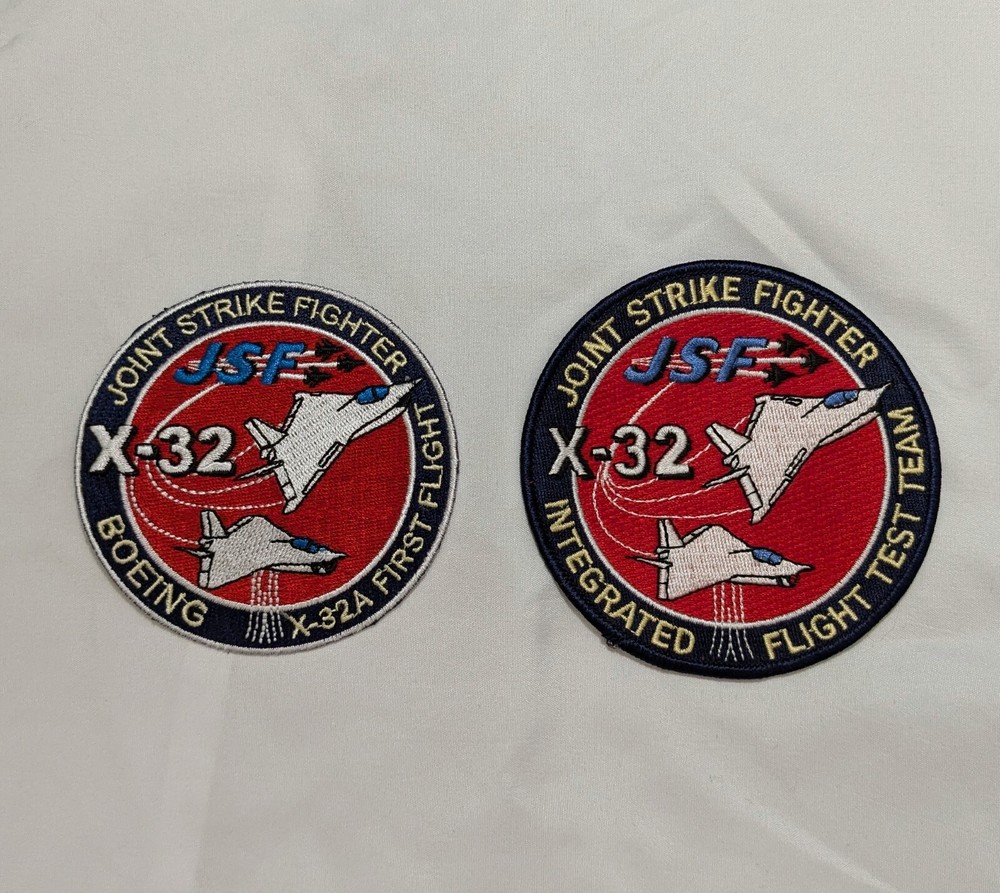 JOINT STRIKE FIGHTER
JSF
X-32
BOEING
X-32A FIRST FLIGHT
JOINT STRIKE FIGHTER
JSF
X-32
INTEGRATED
FLIGHT TEST TEAM